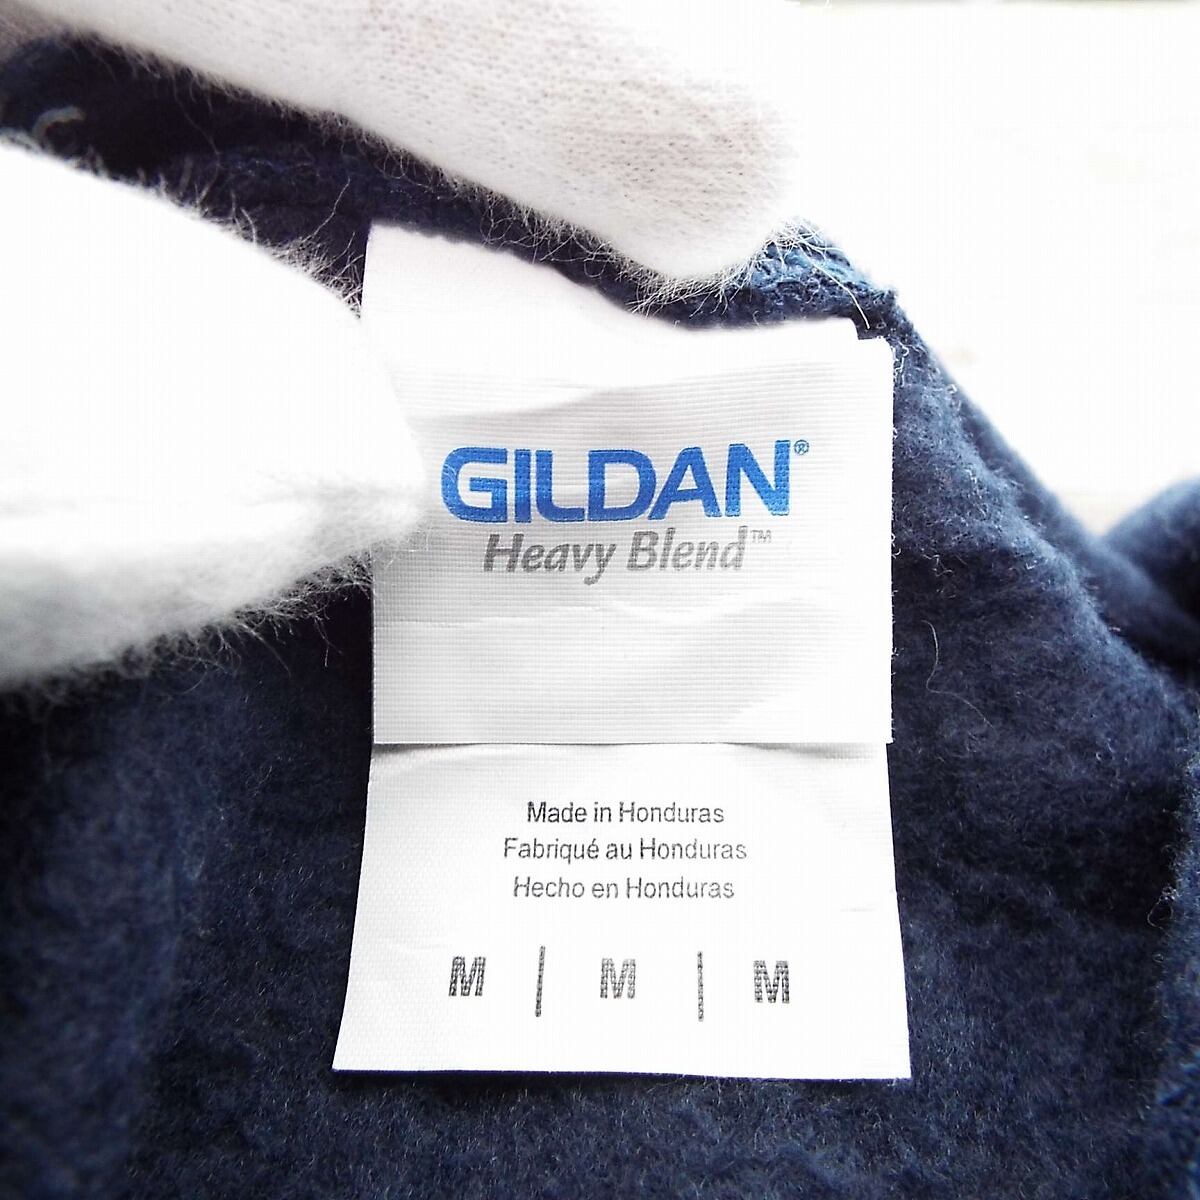 GILDAN®
Heavy Blend™
Made in Honduras
Fabriqué au Honduras
Hecho en Honduras
M | M | M